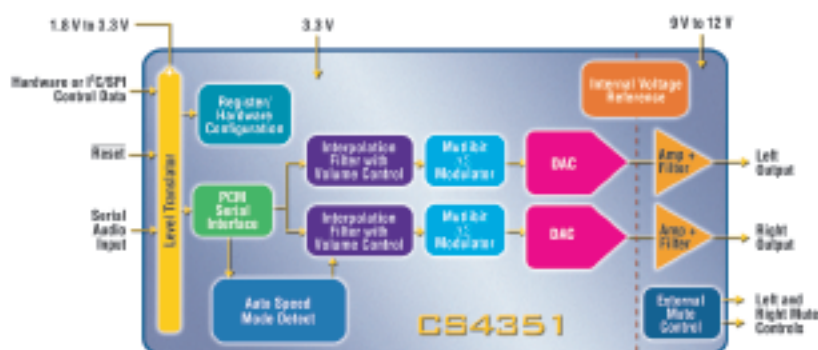 1.8 V to 3.3 V
3.3 V
9 V to 12 V
Hardware or I²C/SPI
Control Data
Reset
Serial
Audio
Input
Level Translator
Register/
Hardware
Configuration
PCM
Serial
Interface
Auto Speed
Mode Detect
Interpolation
Filter with
Volume Control
Multibit
ΔΣ
Modulator
DAC
Internal Voltage
Reference
Amp +
Filter
Left
Output
Interpolation
Filter with
Volume Control
Multibit
ΔΣ
Modulator
DAC
Amp +
Filter
Right
Output
External
Mute
Control
Left and
Right Mute
Controls
CS4351